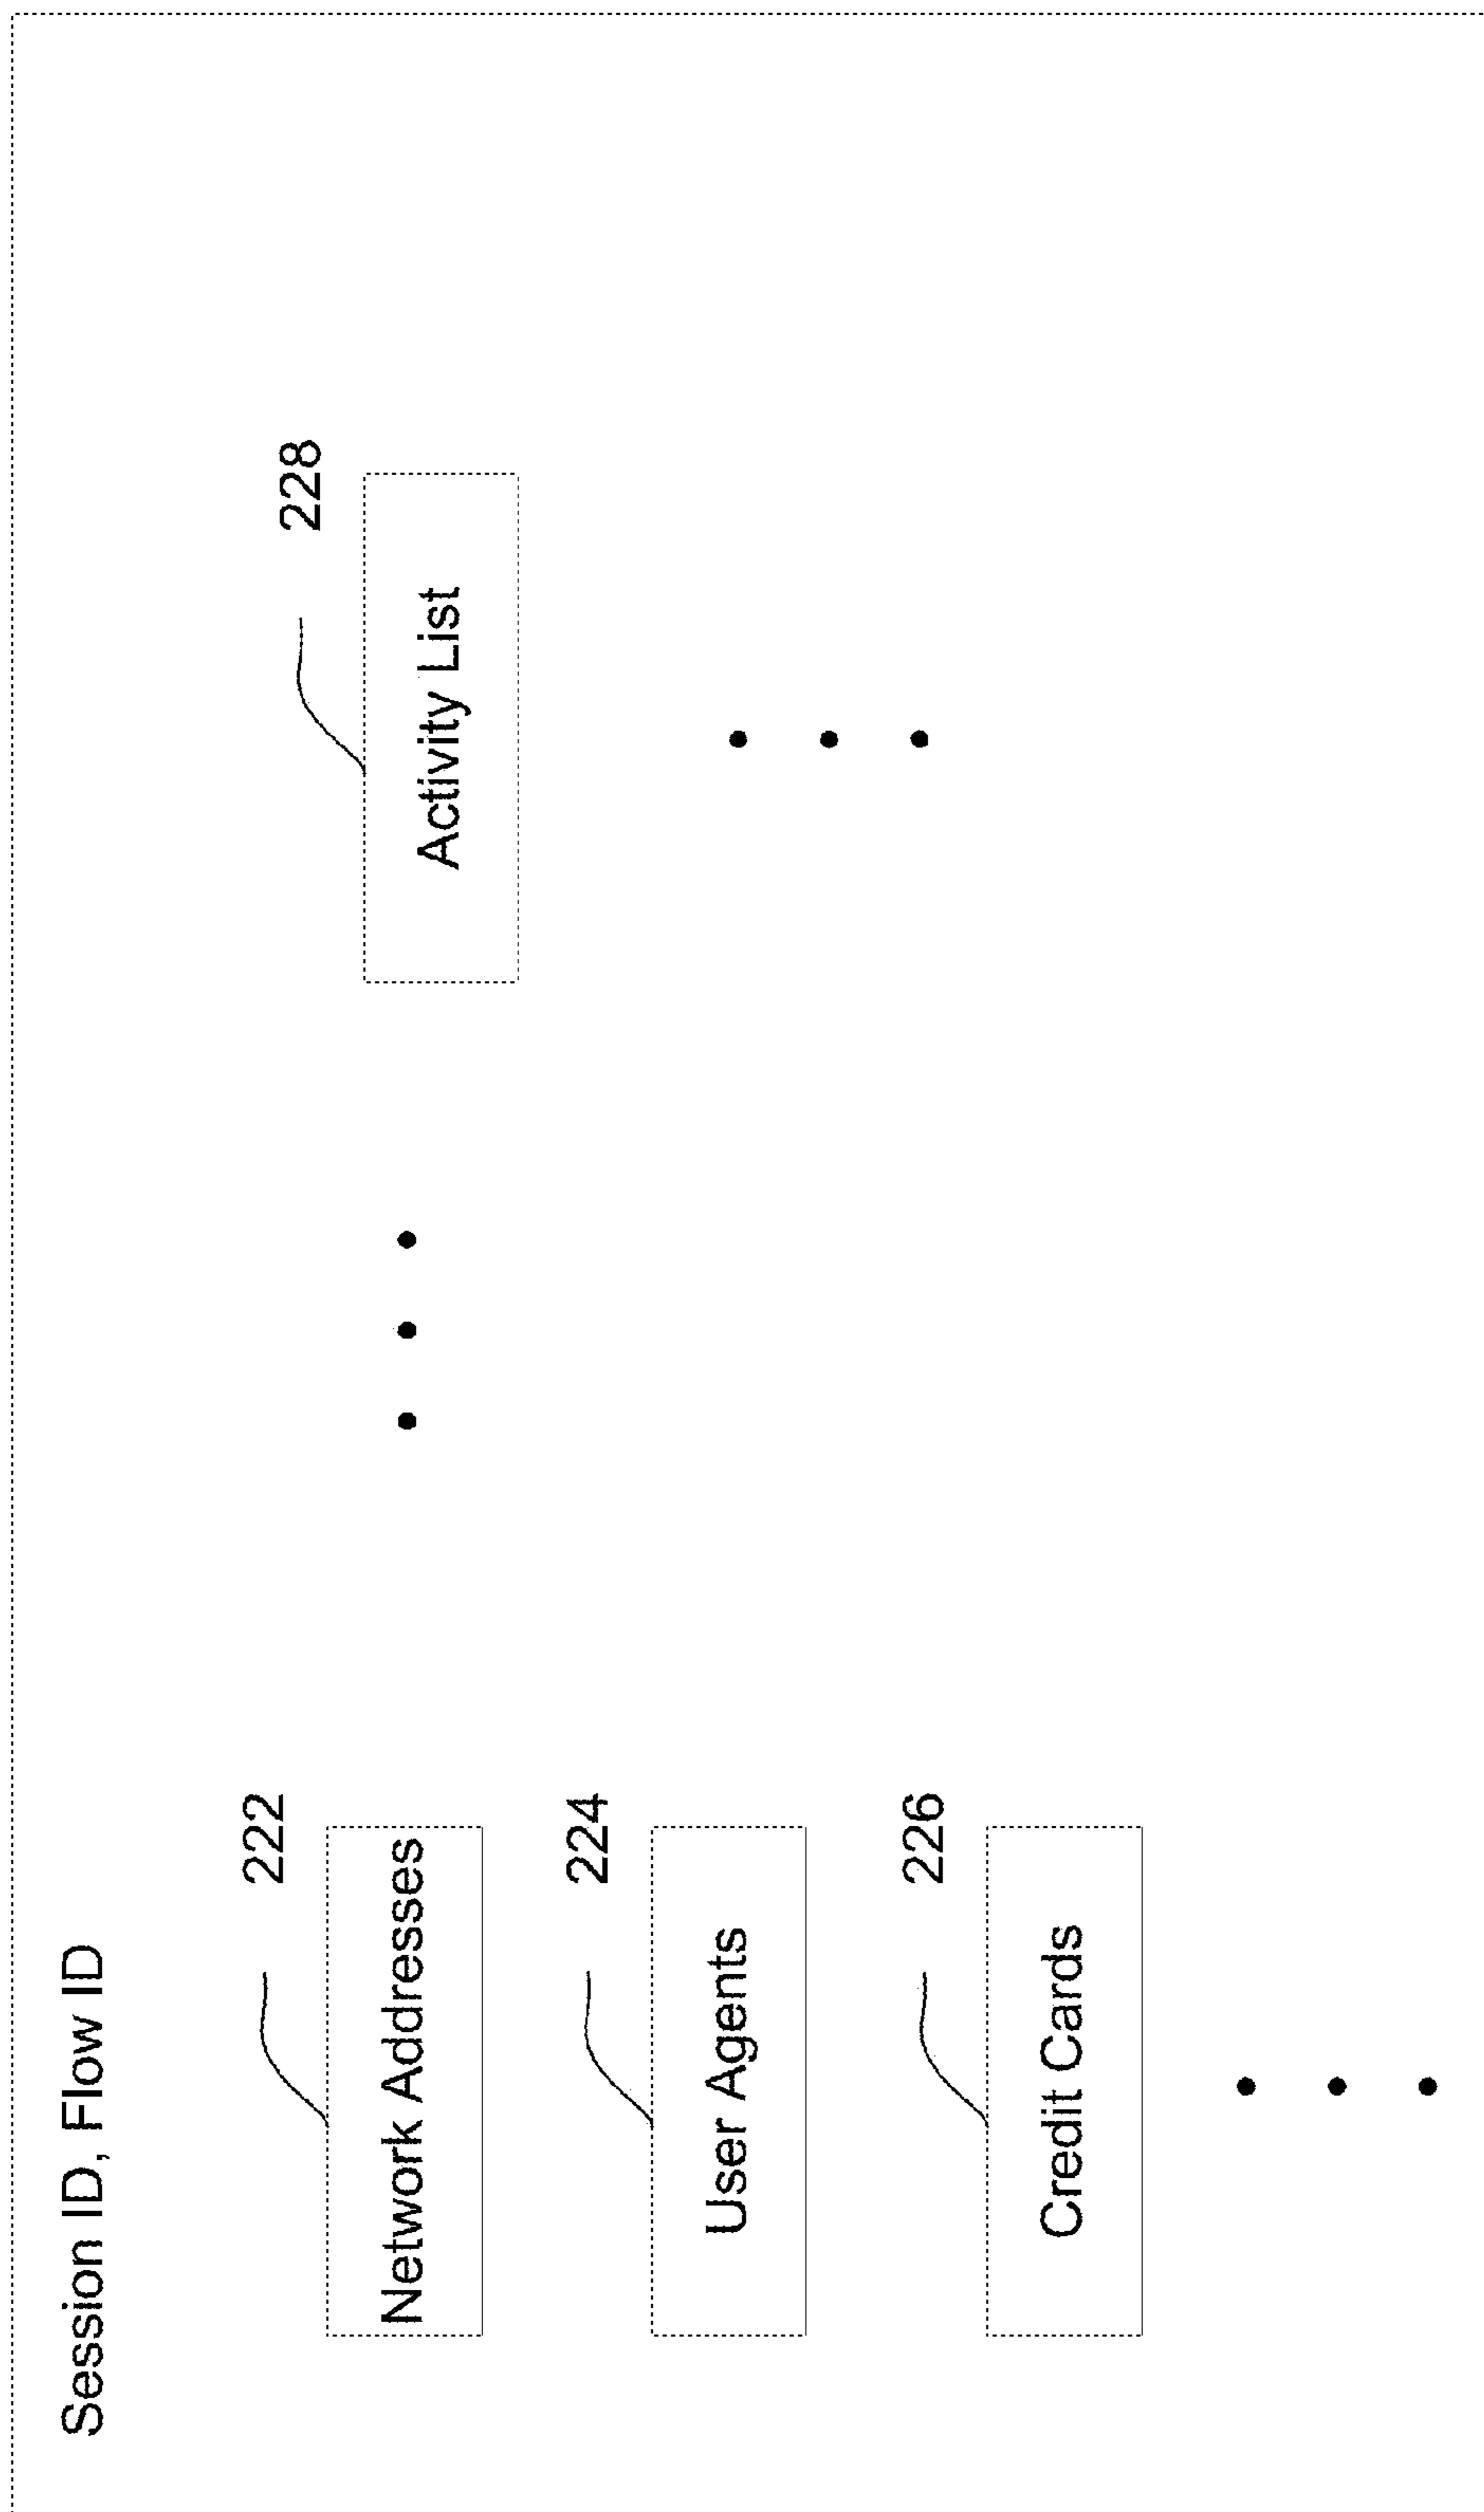 Session ID, Flow ID
222
Network Addresses
228
Activity List
224
User Agents
226
Credit Cards